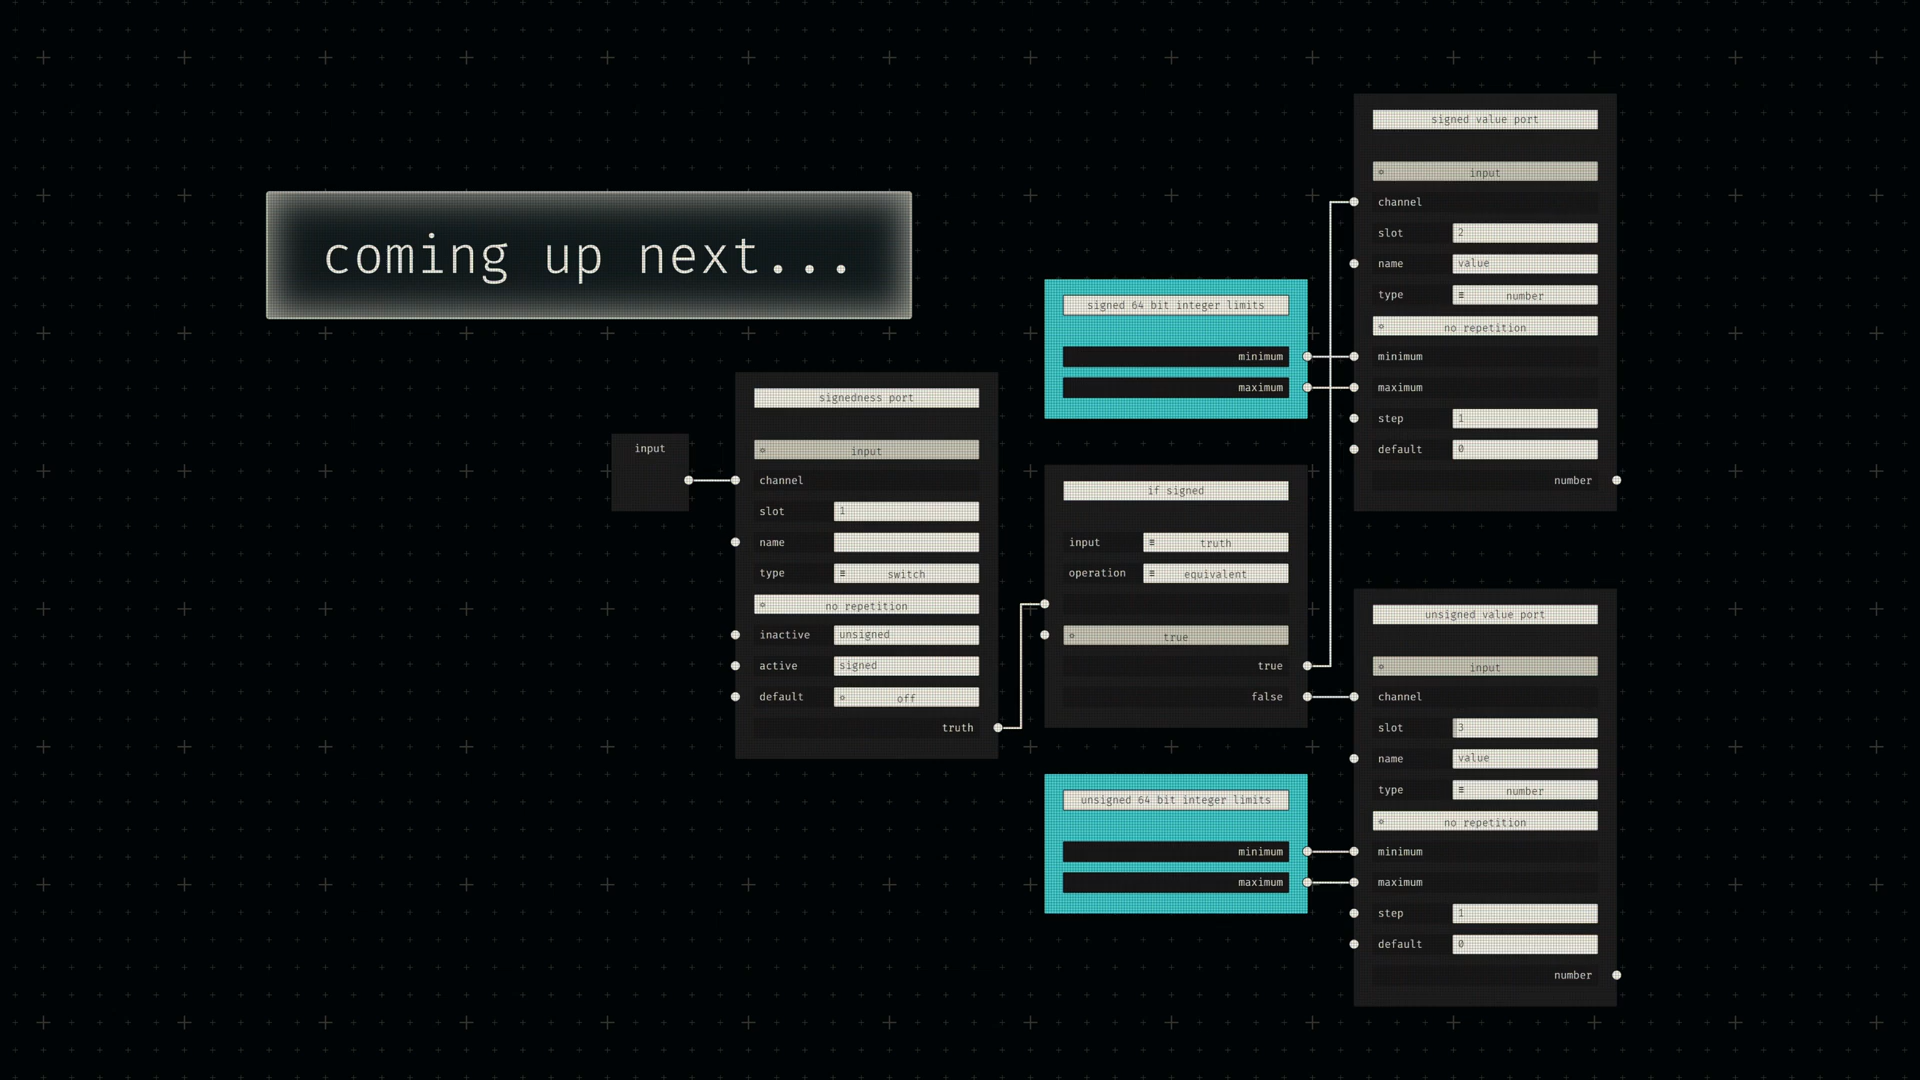 coming up next...
input
signedness port
input
channel
slot 1
name
type ≡ switch
no repetition
inactive unsigned
active signed
default off
truth
signed 64 bit integer limits
minimum
maximum
if signed
input ≡ truth
operation ≡ equivalent
true
true
false
unsigned 64 bit integer limits
minimum
maximum
signed value port
input
channel
slot 2
name value
type ≡ number
no repetition
minimum
maximum
step 1
default 0
number
unsigned value port
input
channel
slot 3
name value
type ≡ number
no repetition
minimum
maximum
step 1
default 0
number